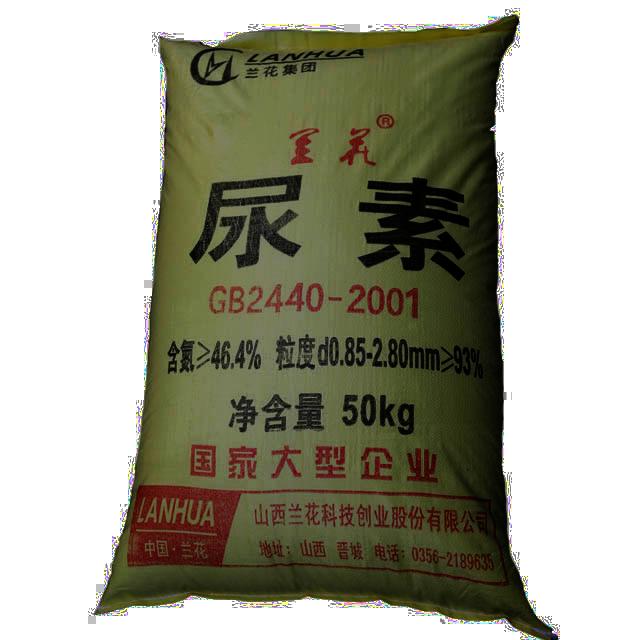 LANHUA
兰花集团
兰花®
尿素
GB2440-2001
含氮≥46.4% 粒度d0.85-2.80mm≥93%
净含量 50kg
国家大型企业
LANHUA
中国·兰花
山西兰花科技创业股份有限公司
地址：山西 晋城 电话：0356-2189635